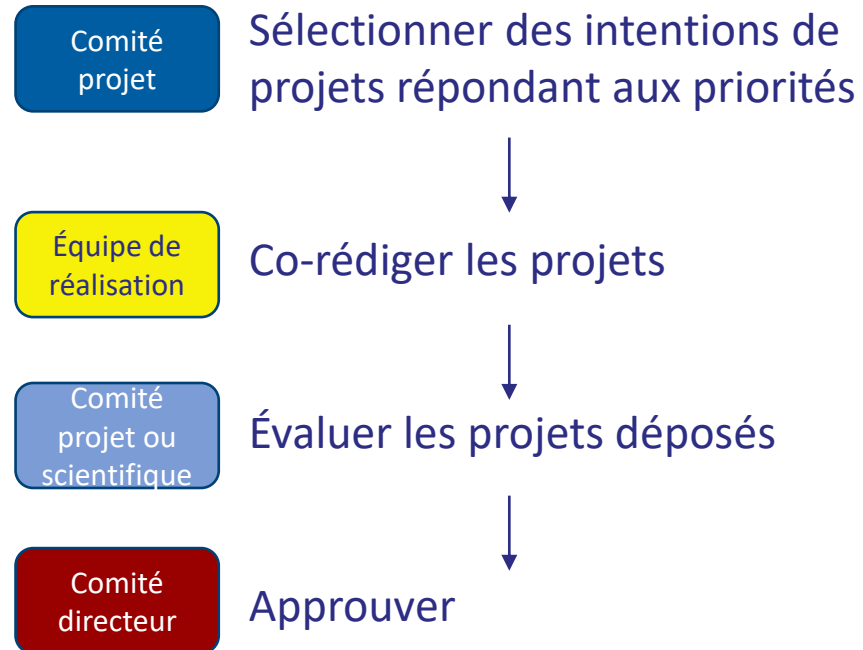 Comité
projet
Sélectionner des intentions de
projets répondant aux priorités
Équipe de
réalisation
Co-rédiger les projets
Comité
projet ou
scientifique
Évaluer les projets déposés
Comité
directeur
Approuver